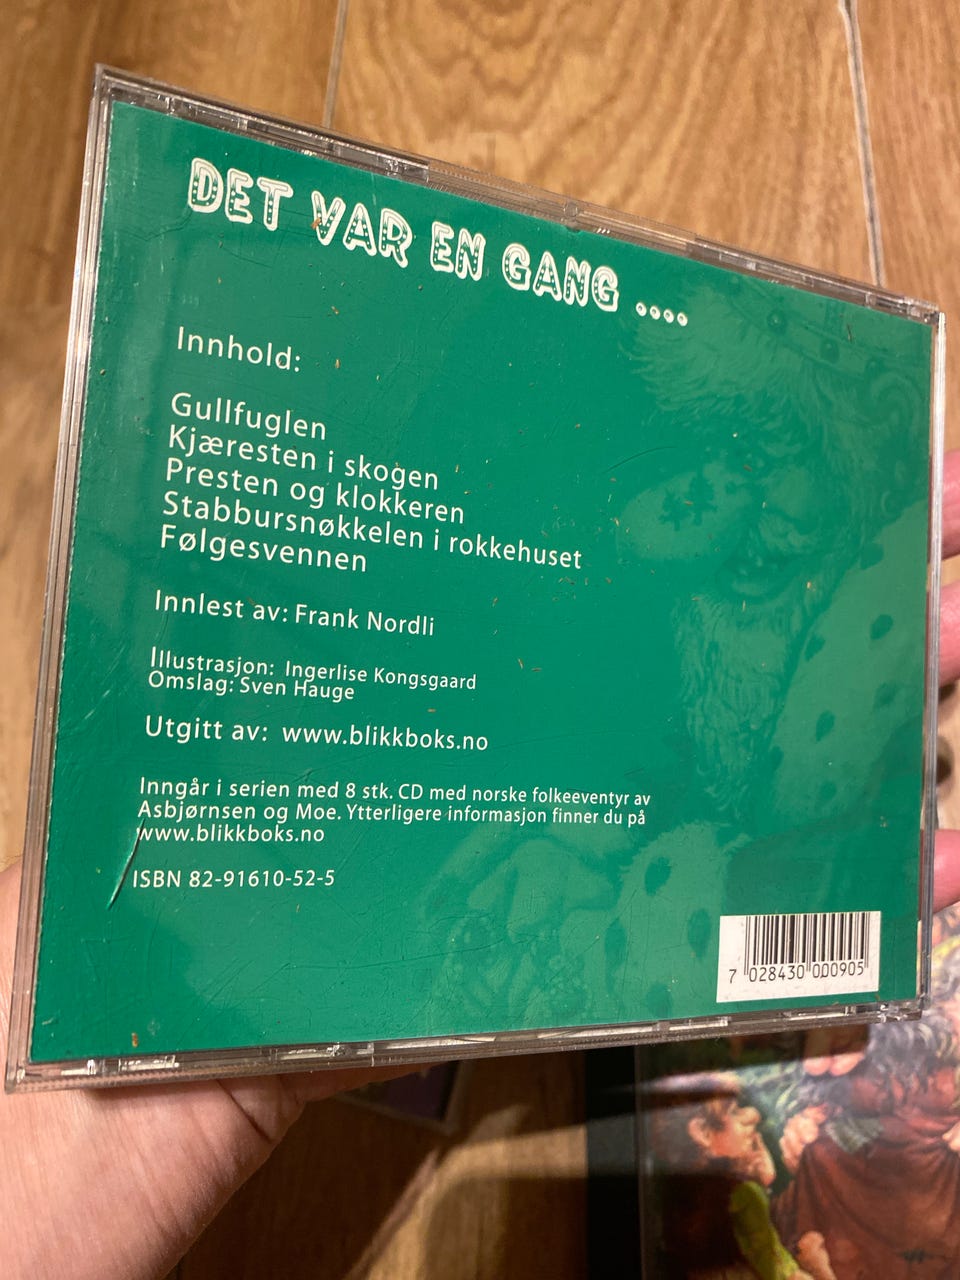 DET VAR EN GANG ....
Innhold:
Gullfuglen
Kjæresten i skogen
Presten og klokkeren
Stabbursnøkkelen i rokkehuset
Følgesvennen
Innlest av: Frank Nordli
Illustrasjon: Ingerlise Kongsgaard
Omslag: Sven Hauge
Utgitt av: www.blikkboks.no
Inngår i serien med 8 stk. CD med norske folkeeventyr av
Asbjørnsen og Moe. Ytterligere informasjon finner du på
www.blikkboks.no
ISBN 82-91610-52-5
7 028430 000905